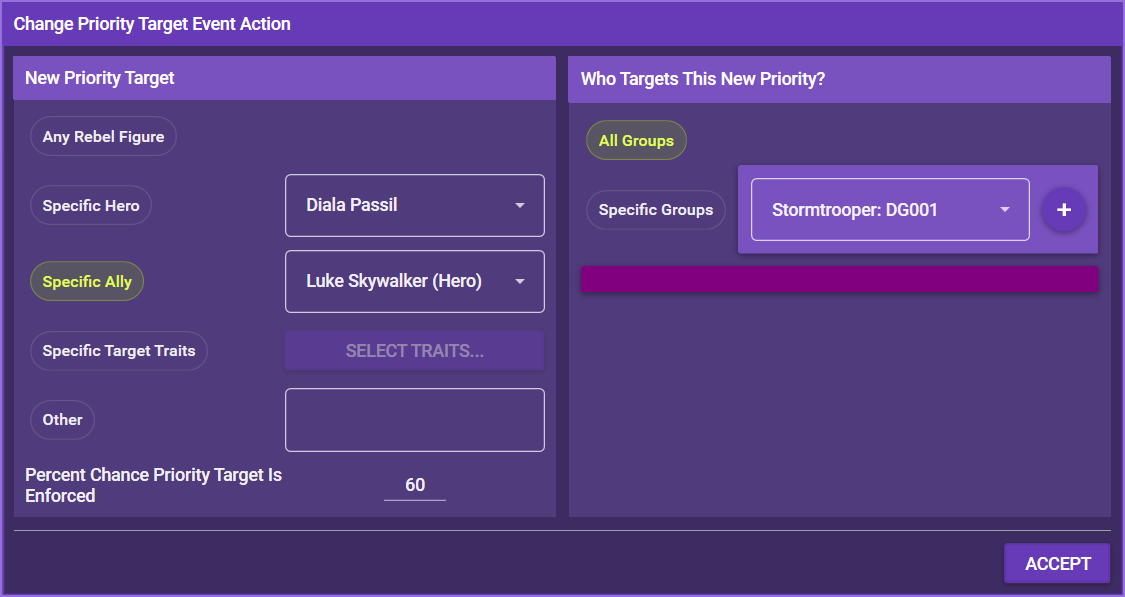 Change Priority Target Event Action
New Priority Target
Any Rebel Figure
Specific Hero
Diala Passil
Specific Ally
Luke Skywalker (Hero)
Specific Target Traits
SELECT TRAITS...
Other
Percent Chance Priority Target Is
Enforced
60
Who Targets This New Priority?
All Groups
Specific Groups
Stormtrooper: DG001
+
ACCEPT